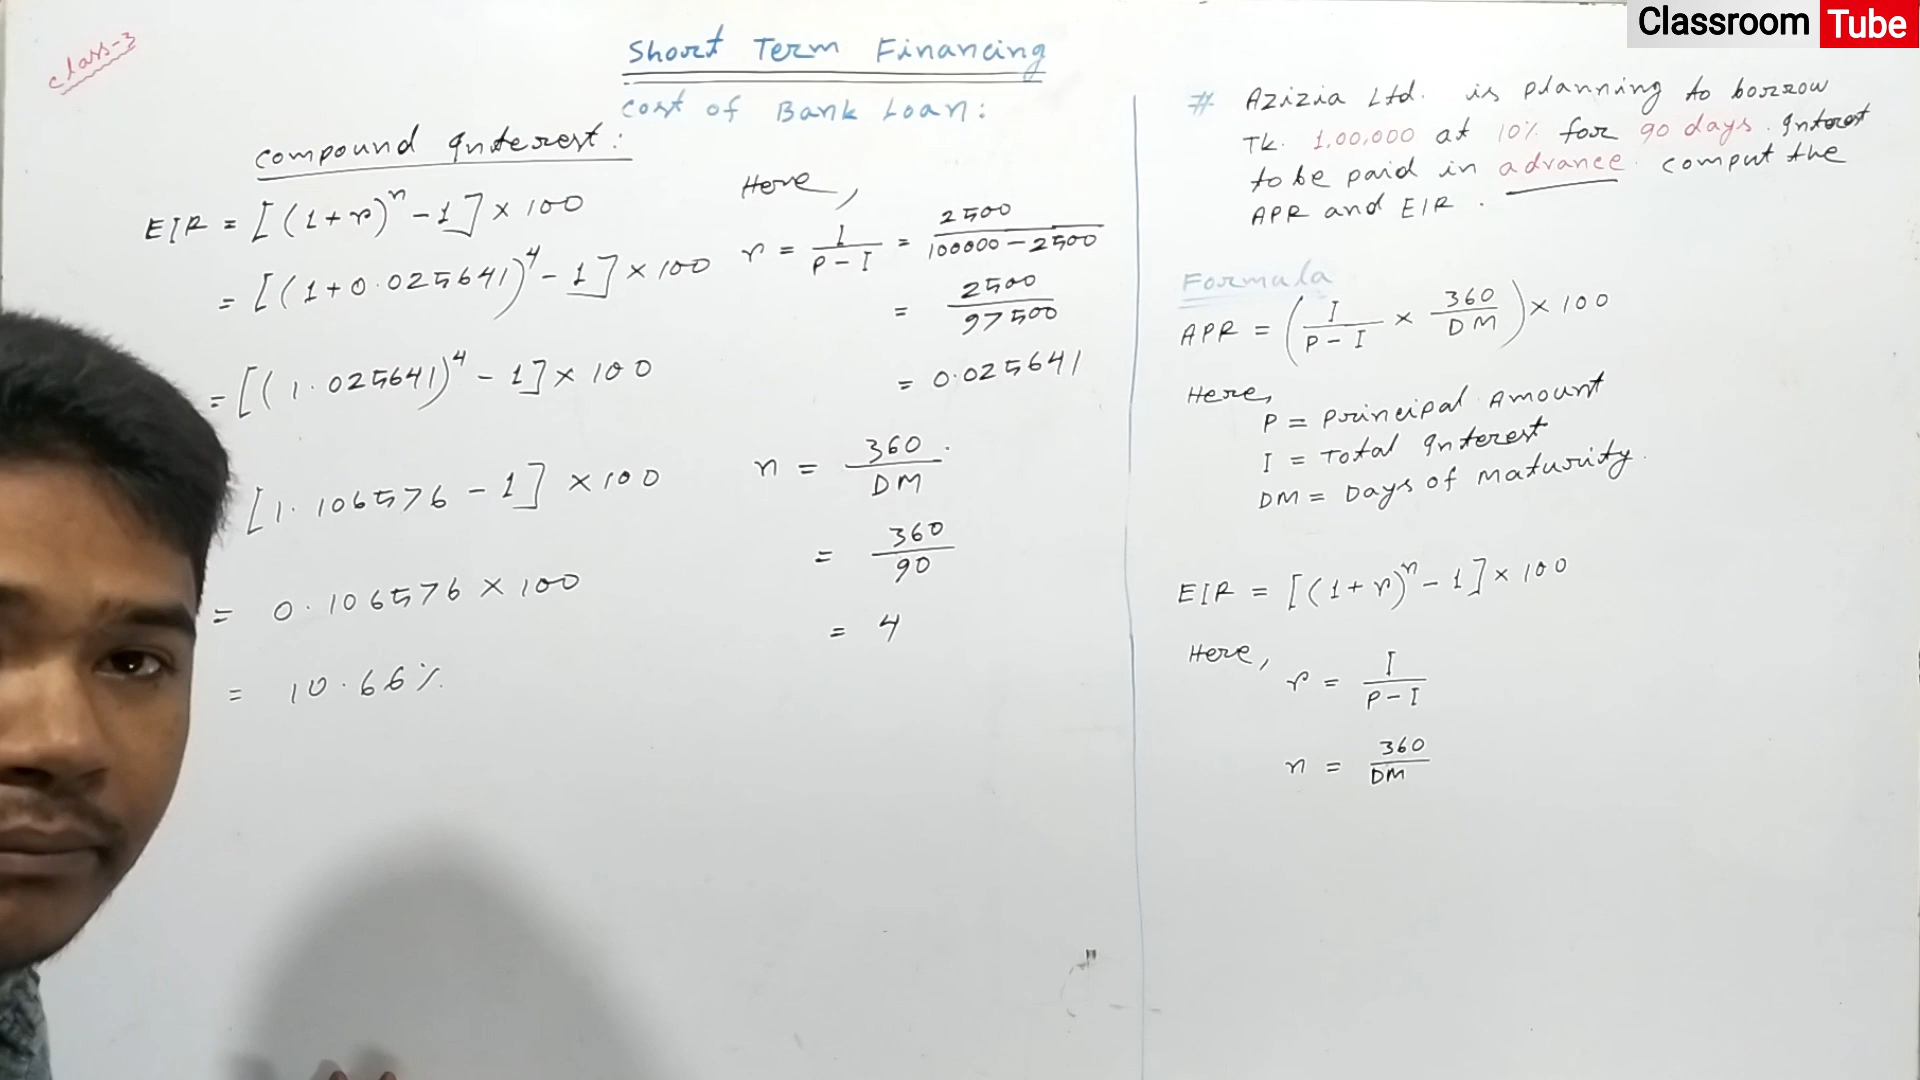 Classroom Tube
class-3
Short Term Financing
Cost of Bank Loan:
Compound Interest:
EIR = [(1+r)^n - 1] × 100
= [(1+0.025641)^4 - 1] × 100
= [(1.025641)^4 - 1] × 100
[1.106576 - 1] × 100
= 0.106576 × 100
= 10.66%
Here,
r = I / P - I = 2500 / 100000 - 2500
= 2500 / 97500
= 0.025641
n = 360 / DM
= 360 / 90
= 4
# Azizia Ltd. is planning to borrow
TK. 1,00,000 at 10% for 90 days. Interest
to be paid in advance. comput the
APR and EIR.
Formula
APR = (I / P - I × 360 / DM) × 100
Here,
P = Principal Amount
I = Total Interest
DM = Days of maturity.
EIR = [(1+r)^n - 1] × 100
Here,
r = I / P - I
n = 360 / DM